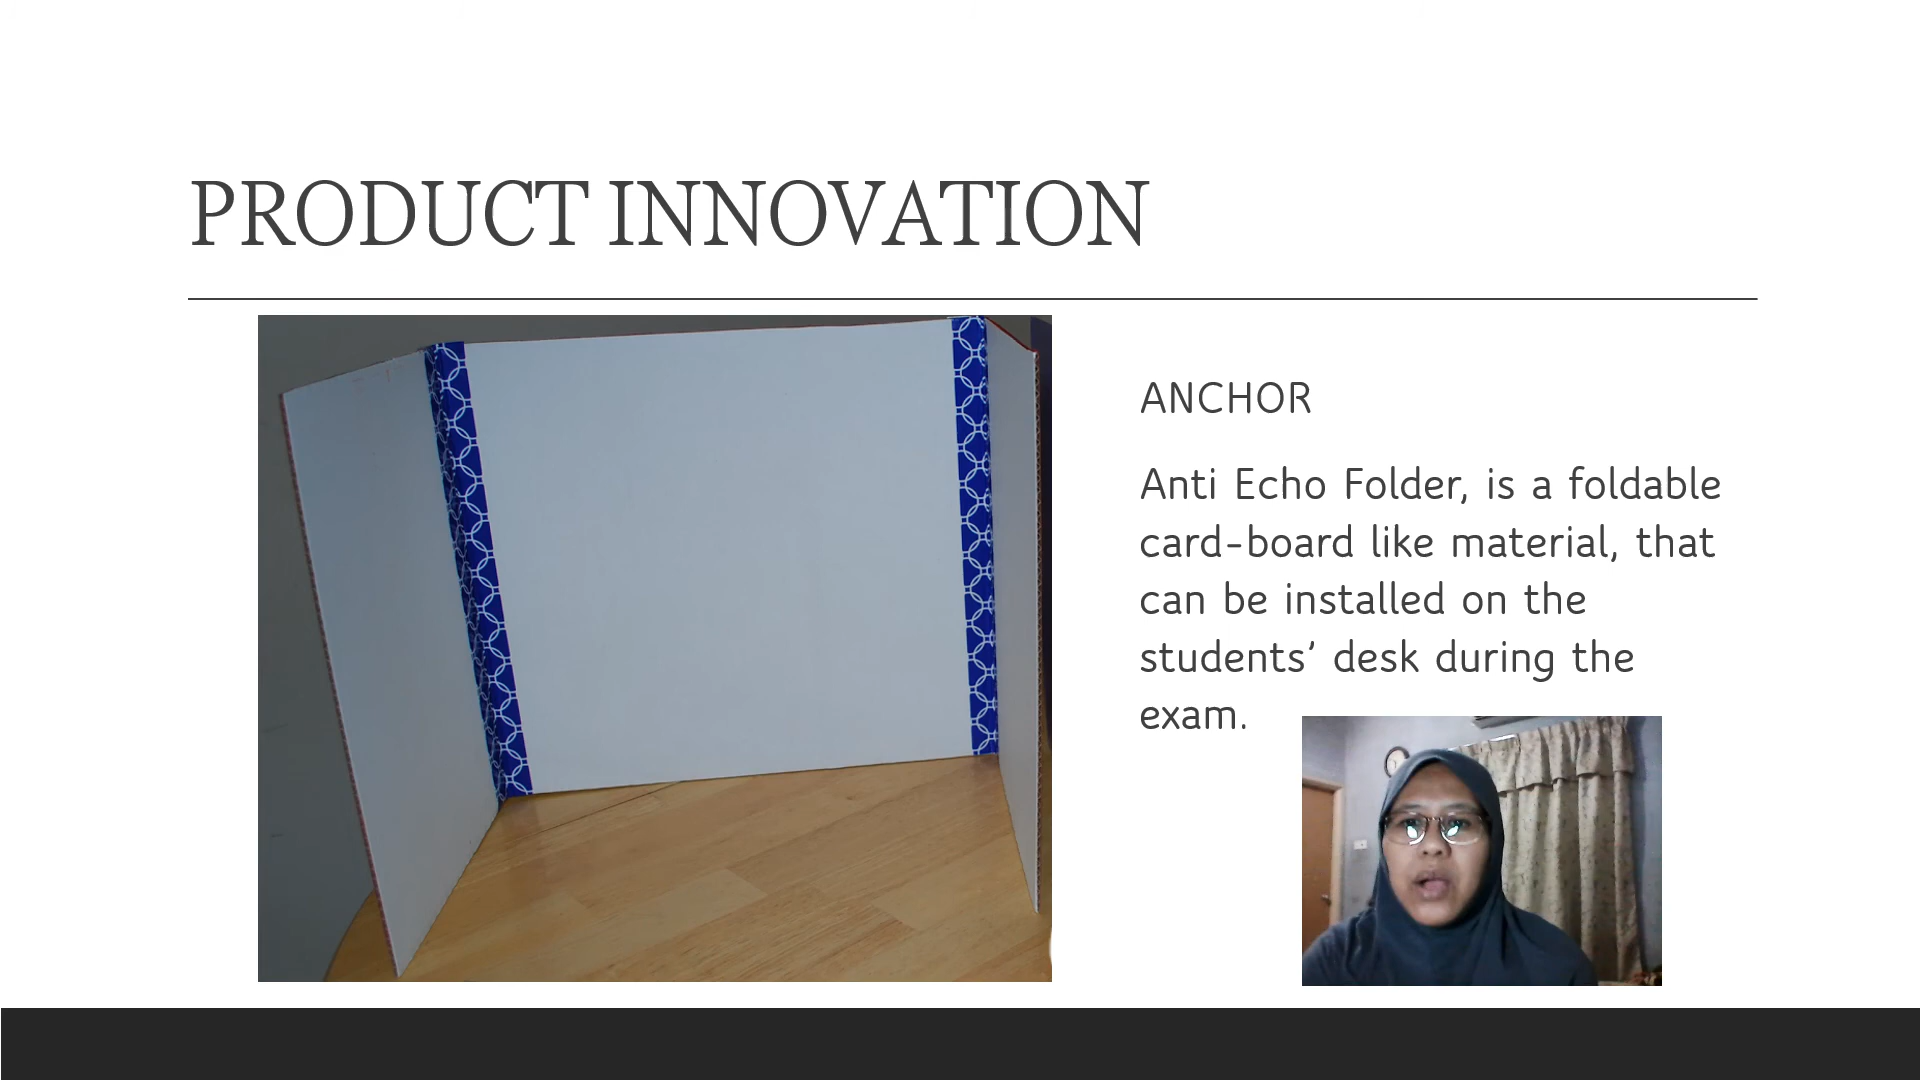 PRODUCT INNOVATION
ANCHOR
Anti Echo Folder, is a foldable
card-board like material, that
can be installed on the
students’ desk during the
exam.